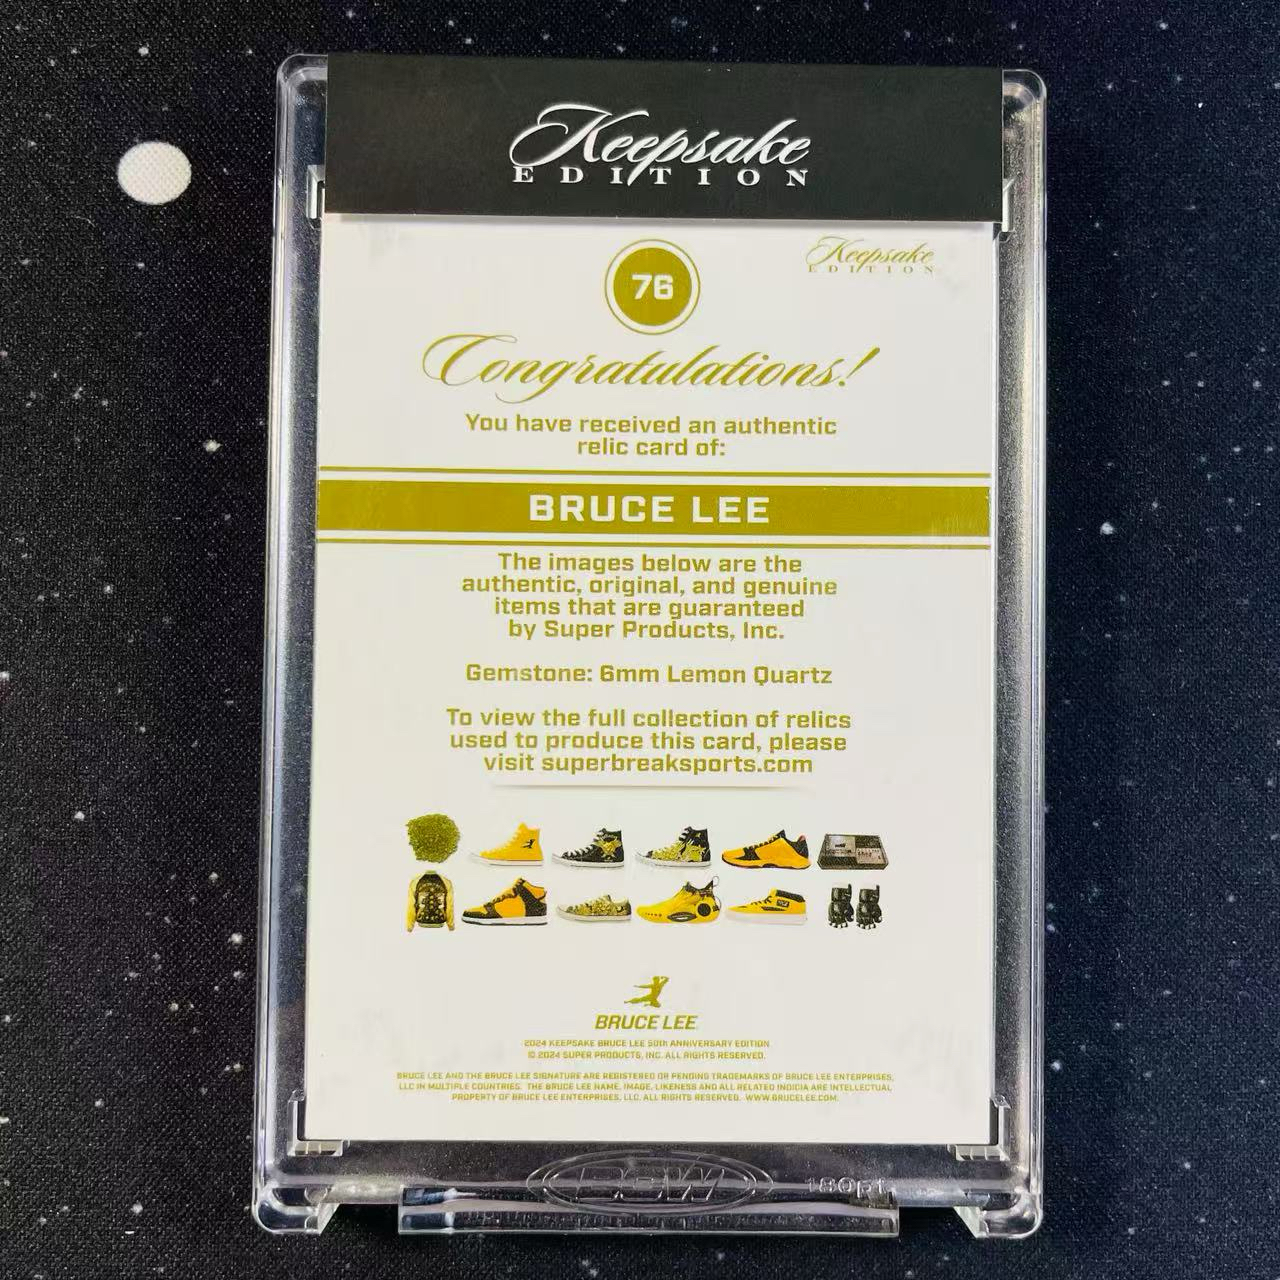 Keepsake
EDITION
Keepsake
EDITION
76
Congratulations!
You have received an authentic
relic card of:
BRUCE LEE
The images below are the
authentic, original, and genuine
items that are guaranteed
by Super Products, Inc.
Gemstone: 6mm Lemon Quartz
To view the full collection of relics
used to produce this card, please
visit superbreaksports.com
BRUCE LEE
2024 KEEPSAKE BRUCE LEE 50th ANNIVERSARY EDITION
© 2024 SUPER PRODUCTS, INC. ALL RIGHTS RESERVED.
BRUCE LEE AND THE BRUCE LEE SIGNATURE ARE REGISTERED OR PENDING TRADEMARKS OF BRUCE LEE ENTERPRISES,
LLC IN MULTIPLE COUNTRIES. THE BRUCE LEE NAME, IMAGE, LIKENESS AND ALL RELATED INDICIA ARE INTELLECTUAL
PROPERTY OF BRUCE LEE ENTERPRISES, LLC. ALL RIGHTS RESERVED. WWW.BRUCELEE.COM.
BCW
180Pt.